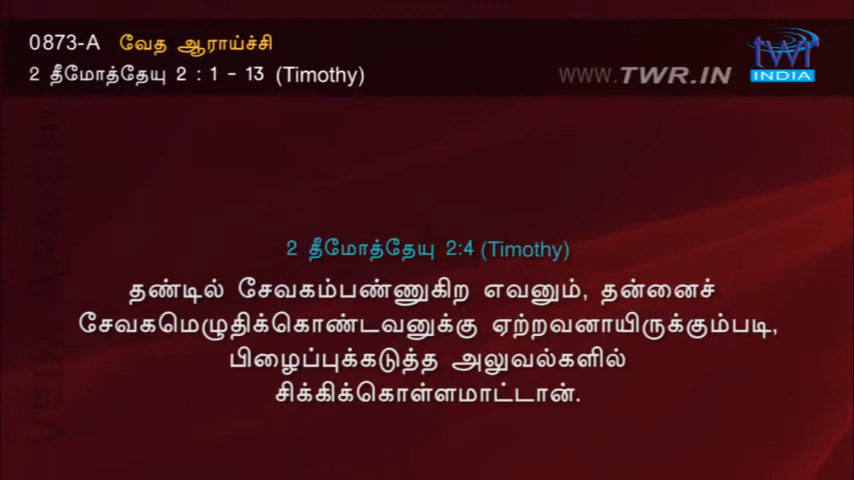 0873-A வேத ஆராய்ச்சி
2 தீமோத்தேயு 2 : 1 - 13 (Timothy)
WWW.TWR.IN
twr
INDIA
2 தீமோத்தேயு 2:4 (Timothy)
தண்டில் சேவகம்பண்ணுகிற எவனும், தன்னைச்
சேவகமெழுதிக்கொண்டவனுக்கு ஏற்றவனாயிருக்கும்படி,
பிழைப்புக்கடுத்த அலுவல்களில்
சிக்கிக்கொள்ளமாட்டான்.